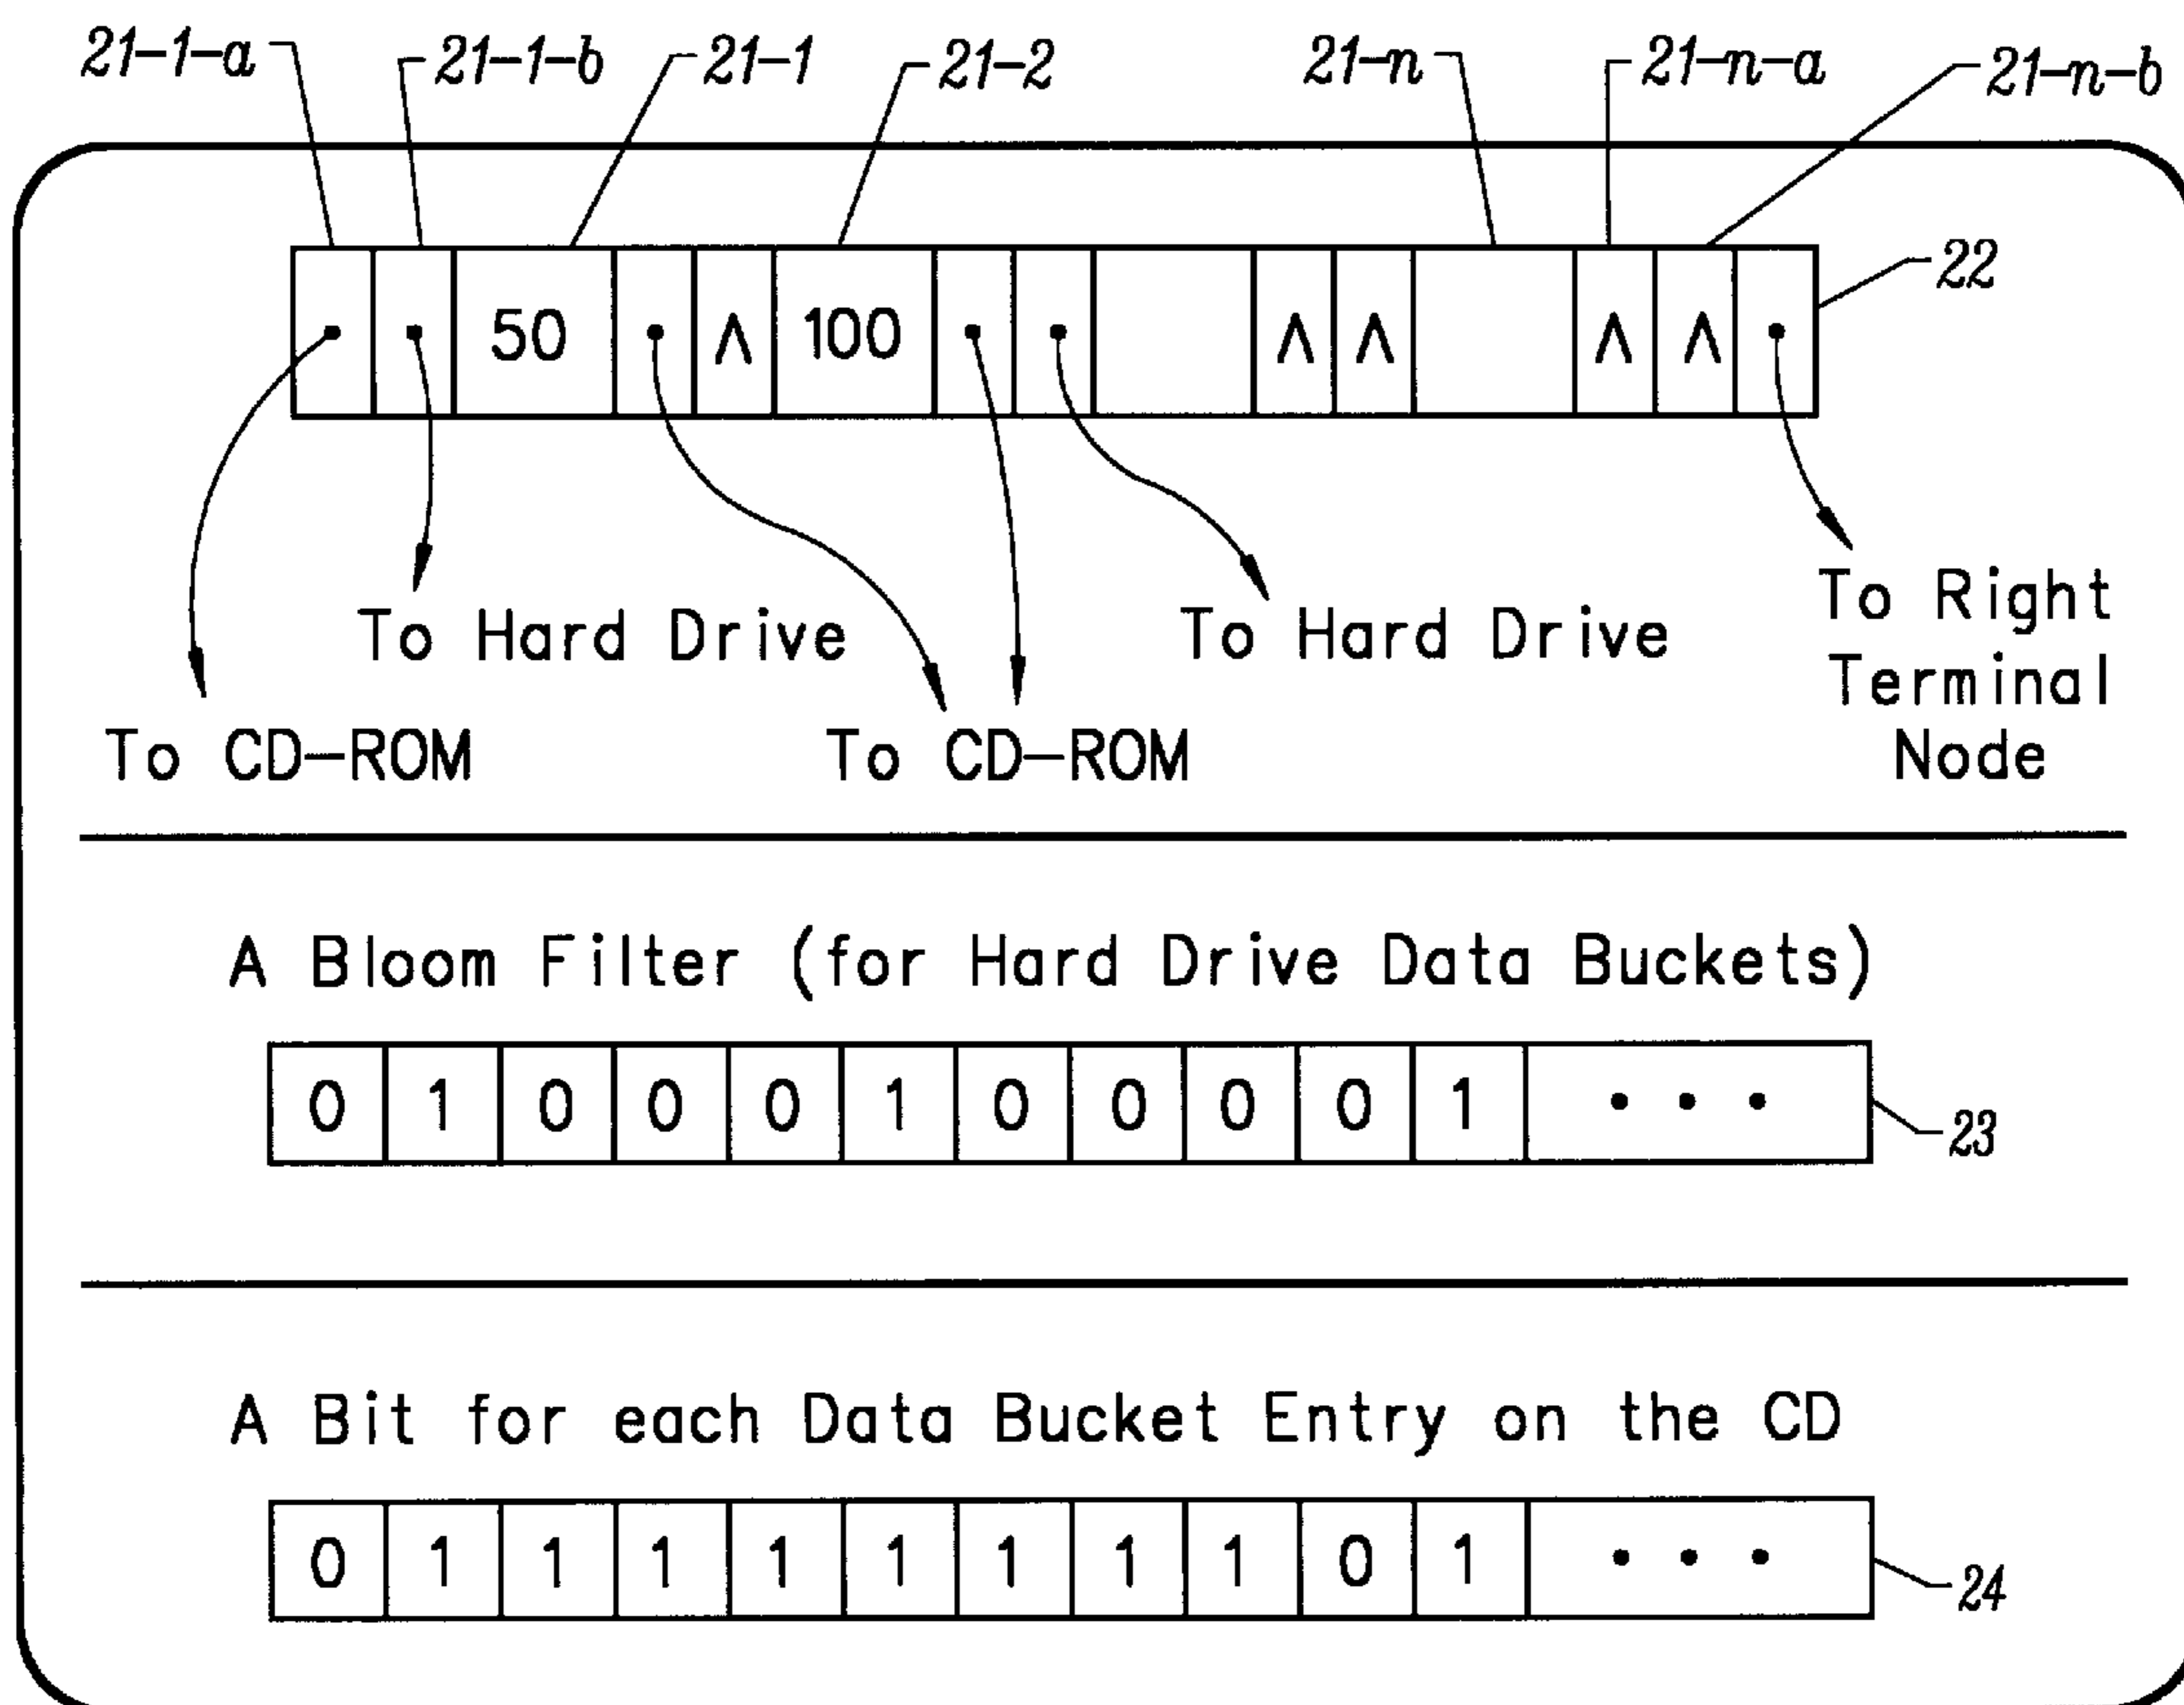 21-1-a 21-1-b 21-1 21-2 21-n 21-n-a 21-n-b
50 Λ 100 Λ Λ Λ Λ 22
To Hard Drive To Hard Drive To Right
Terminal
To CD-ROM To CD-ROM Node
A Bloom Filter (for Hard Drive Data Buckets)
0 1 0 0 0 1 0 0 0 0 1 • • • 23
A Bit for each Data Bucket Entry on the CD
0 1 1 1 1 1 1 1 1 0 1 • • • 24